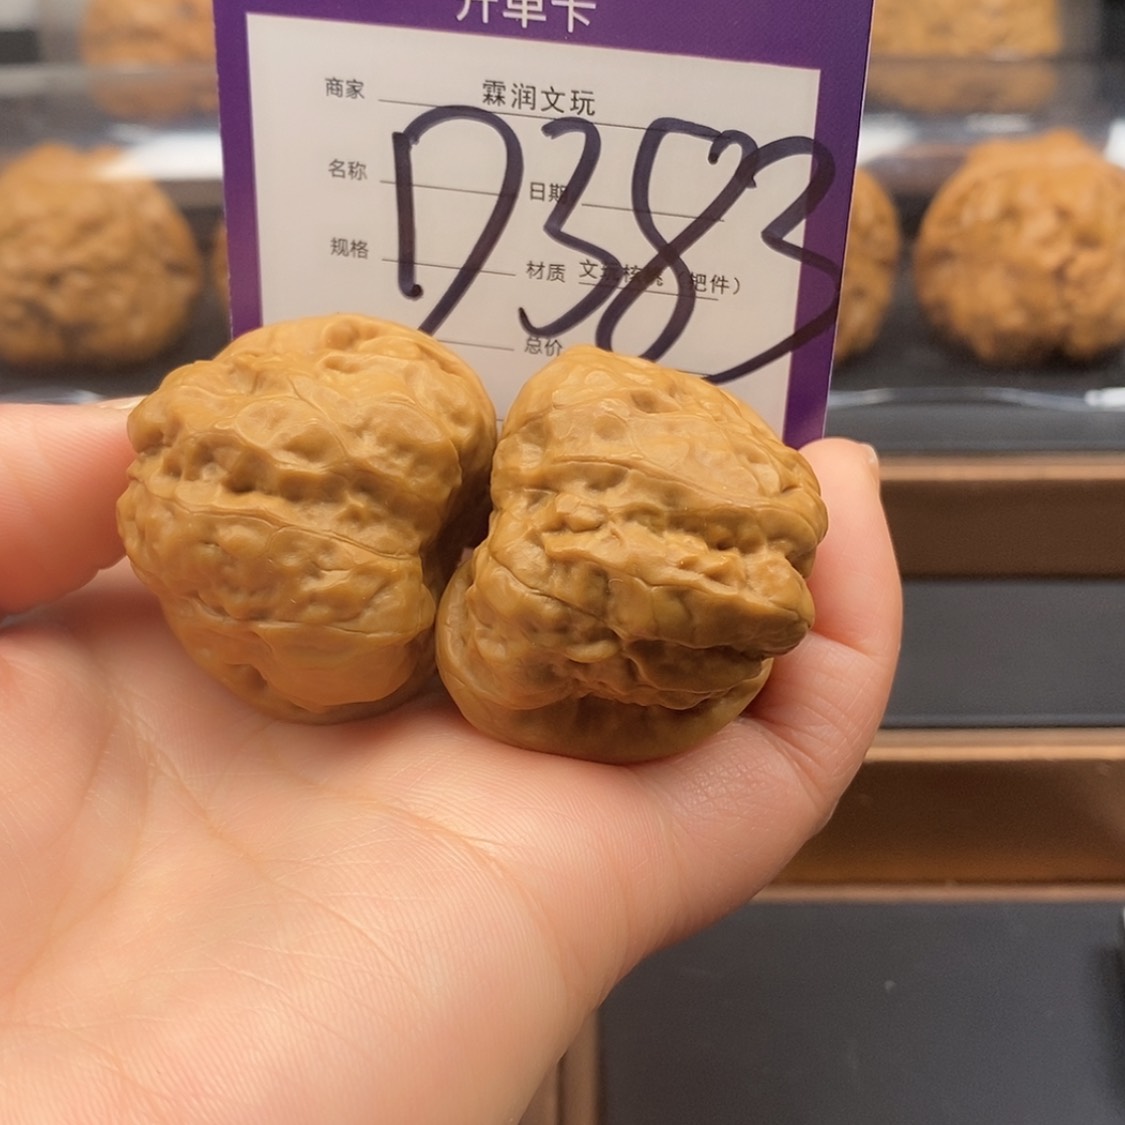 开单卡
商家 霖润文玩
D383
名称 日期
规格 材质 文玩核桃（把件）
总价